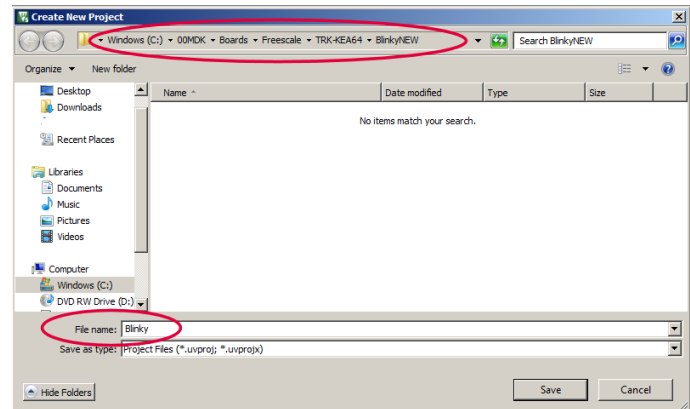 Create New Project
Windows (C:) 00MDK Boards Freescale TRK-KEA64 BlinkyNEW
Search BlinkyNEW
Organize New folder
Name Date modified Type Size
No items match your search.
Desktop
Downloads
Recent Places
Libraries
Documents
Music
Pictures
Videos
Computer
Windows (C:)
DVD RW Drive (D:)
File name: Blinky
Save as type: Project Files (*.uvproj; *.uvprojx)
Hide Folders
Save
Cancel